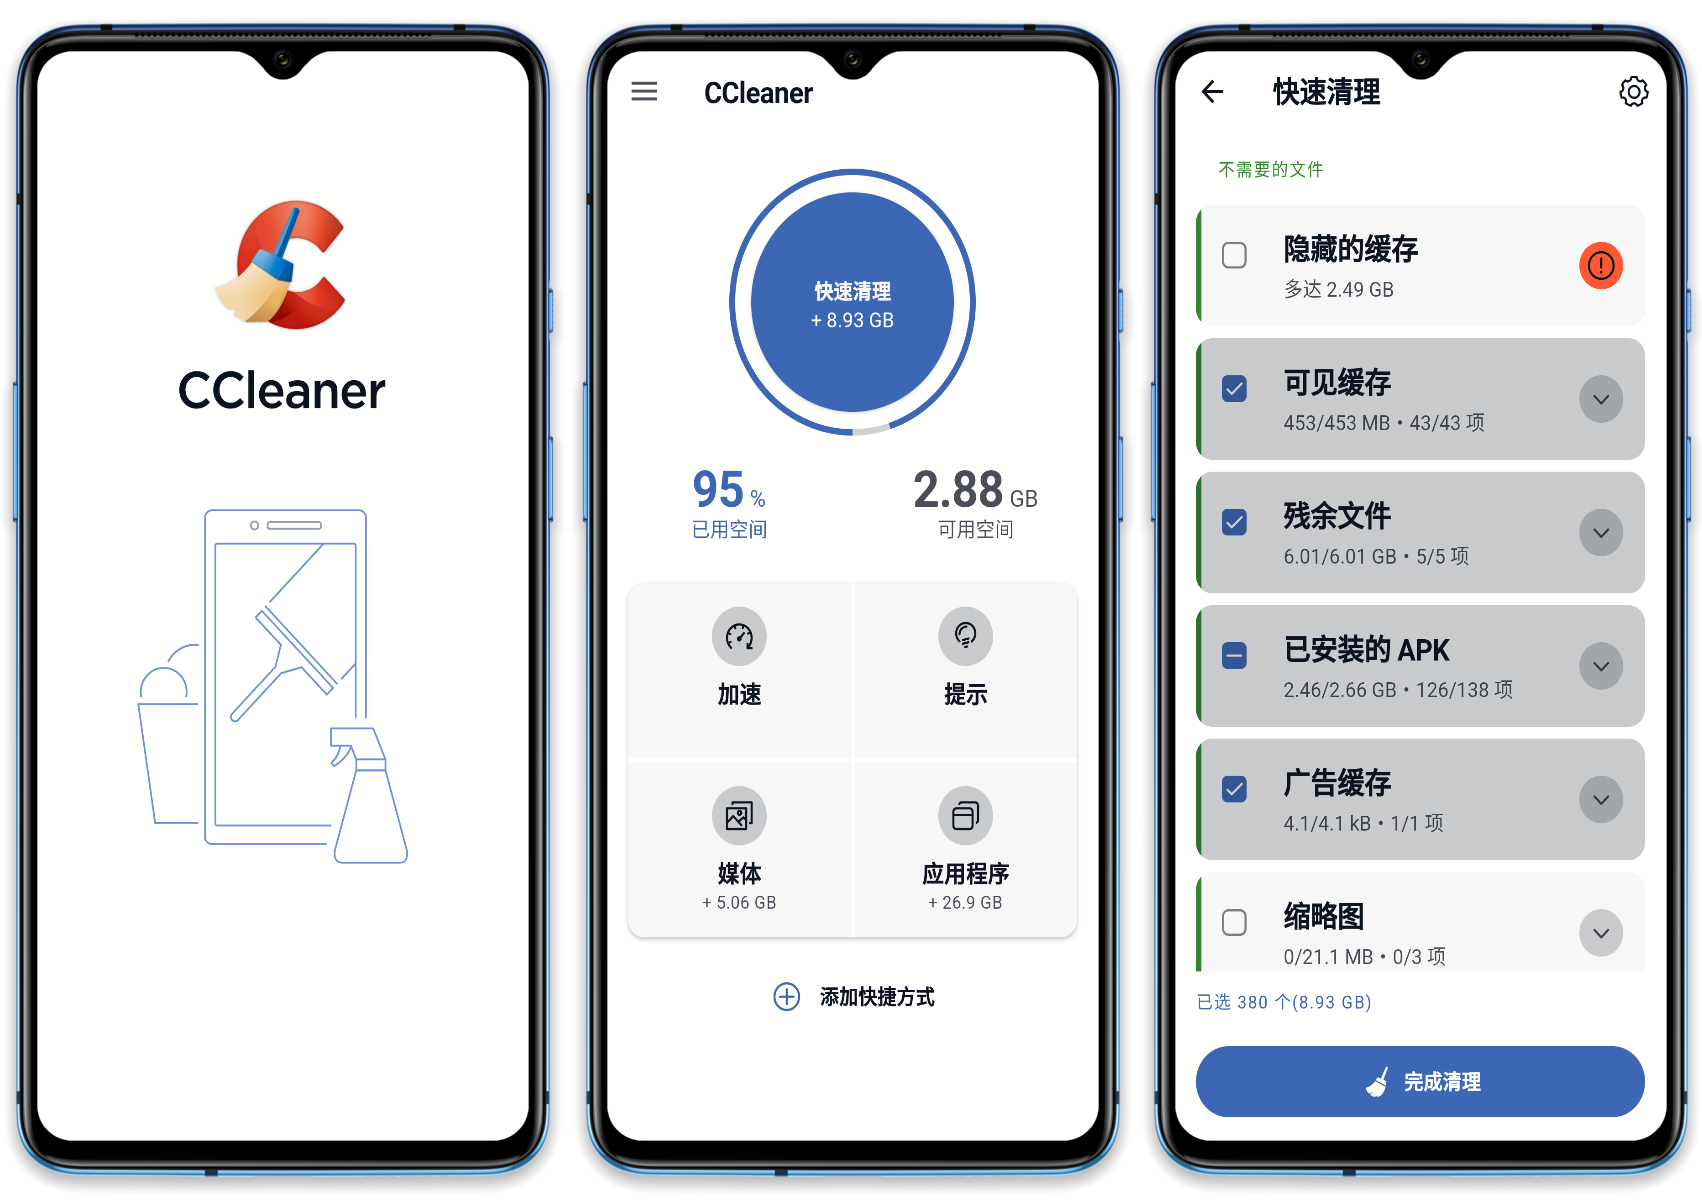 CCleaner
CCleaner
快速清理
+ 8.93 GB
95 %
已用空间
2.88 GB
可用空间
加速
提示
媒体
+ 5.06 GB
应用程序
+ 26.9 GB
添加快捷方式
快速清理
不需要的文件
隐藏的缓存
多达 2.49 GB
可见缓存
453/453 MB • 43/43 项
残余文件
6.01/6.01 GB • 5/5 项
已安装的 APK
2.46/2.66 GB • 126/138 项
广告缓存
4.1/4.1 kB • 1/1 项
缩略图
0/21.1 MB • 0/3 项
已选 380 个(8.93 GB)
完成清理